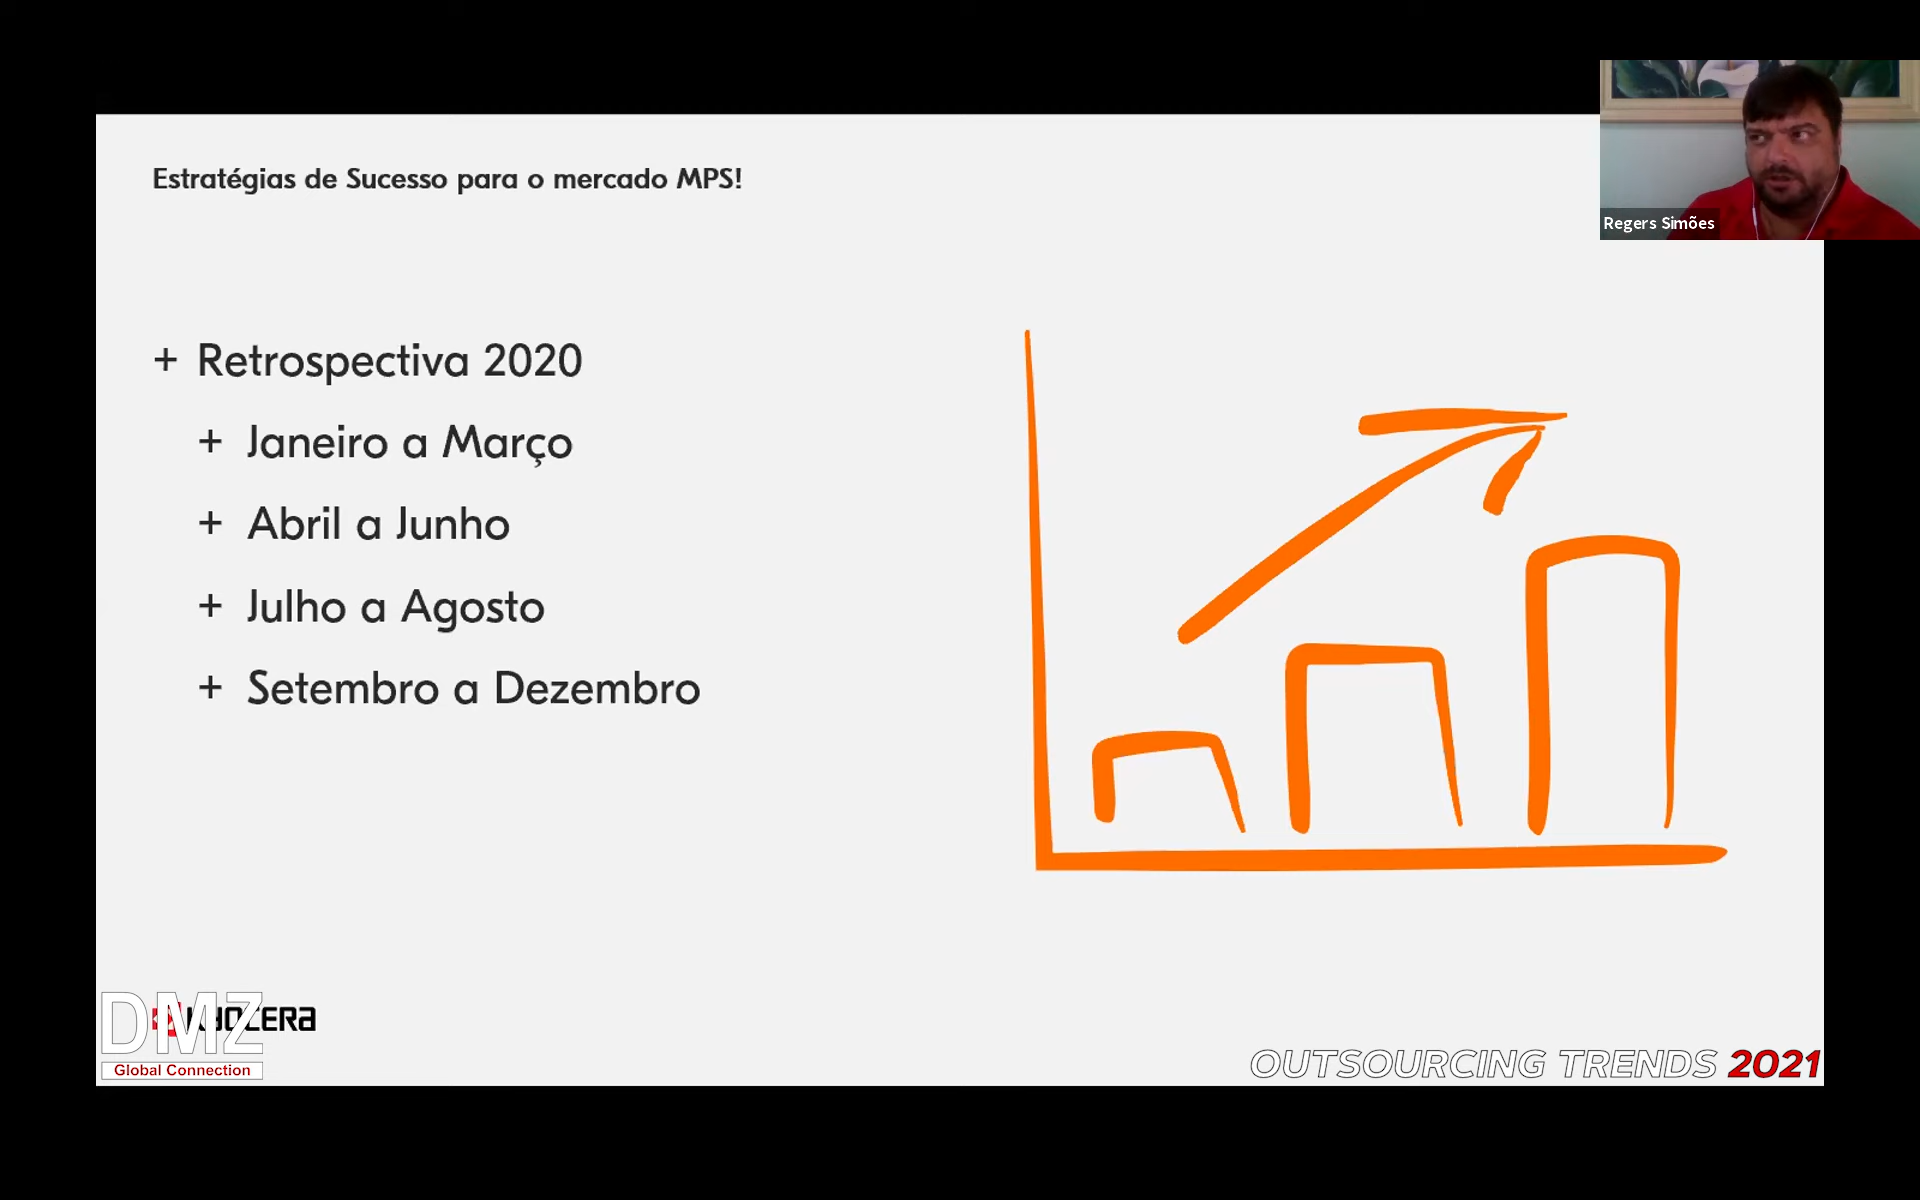 Estratégias de Sucesso para o mercado MPS!
Regers Simões
+ Retrospectiva 2020
+ Janeiro a Março
+ Abril a Junho
+ Julho a Agosto
+ Setembro a Dezembro
KYOCERA
DMZ
Global Connection
OUTSOURCING TRENDS 2021